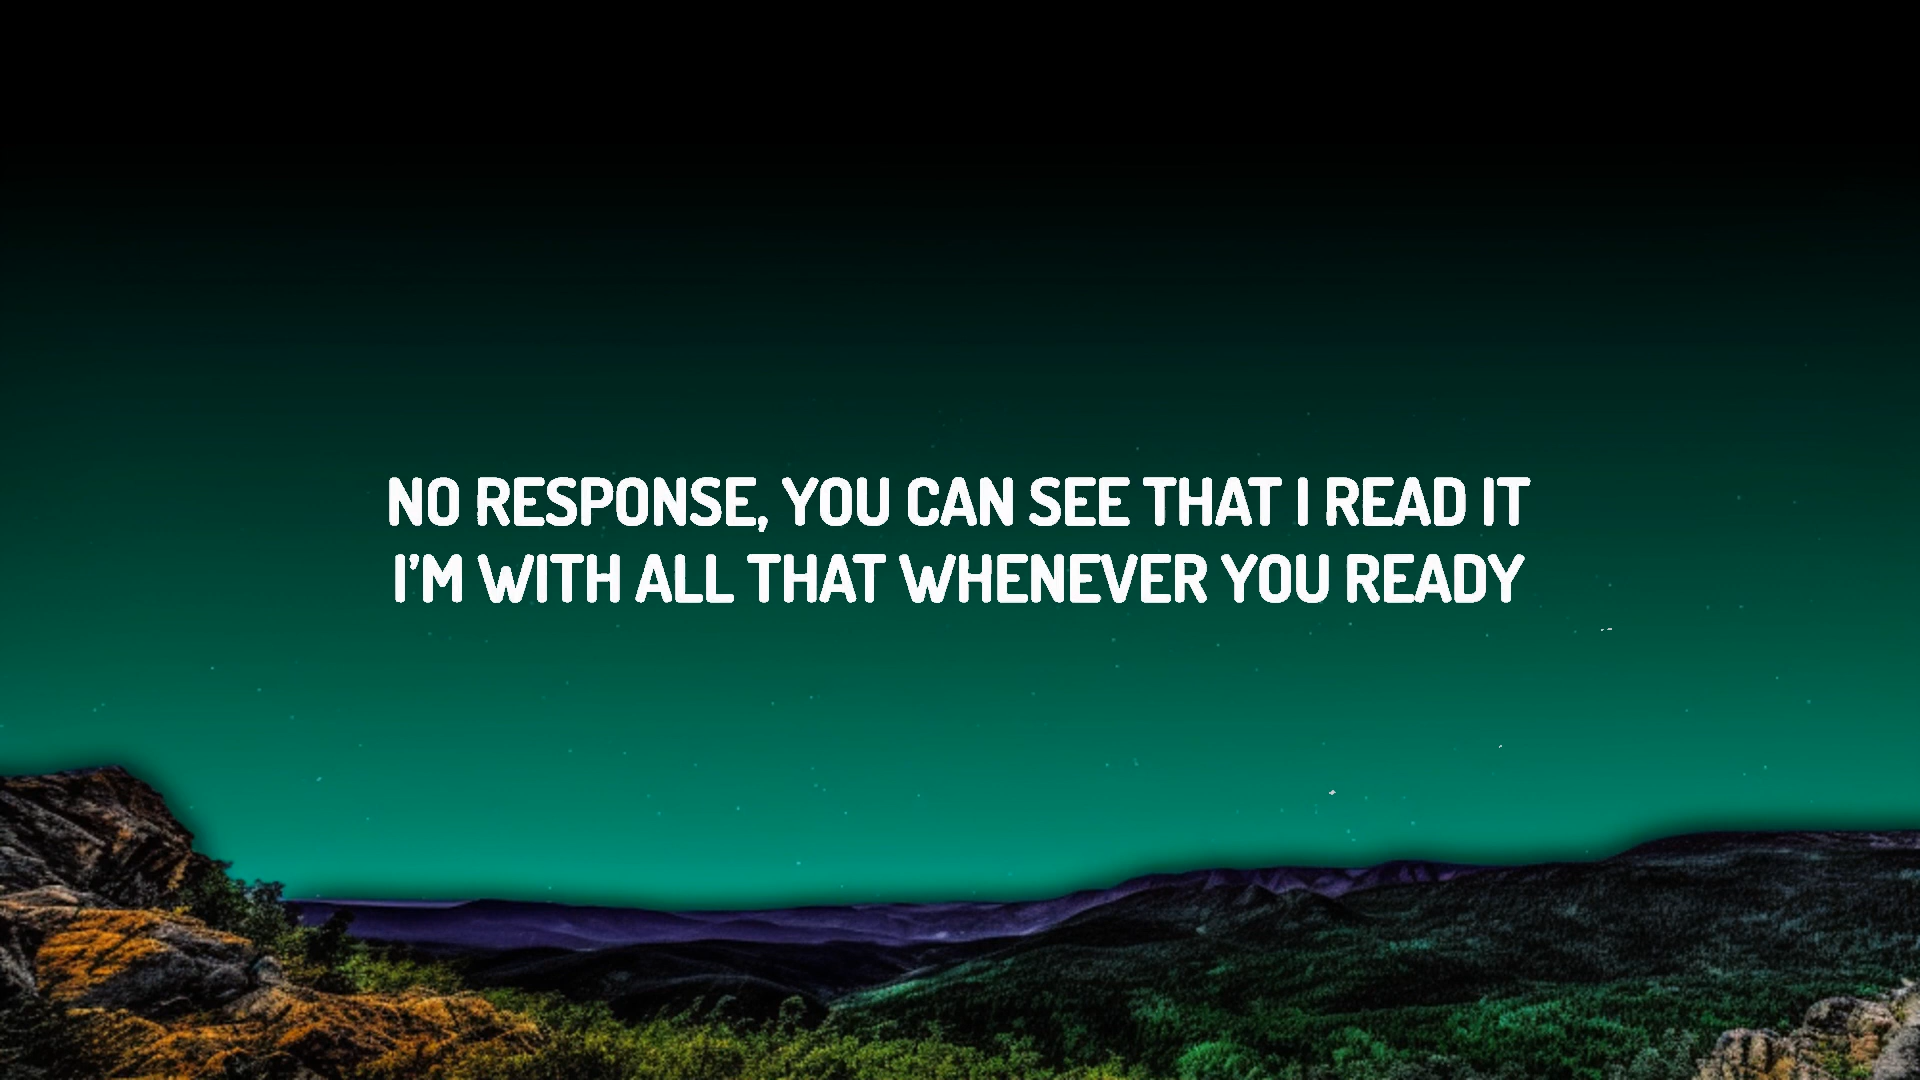 NO RESPONSE, YOU CAN SEE THAT I READ IT
I’M WITH ALL THAT WHENEVER YOU READY